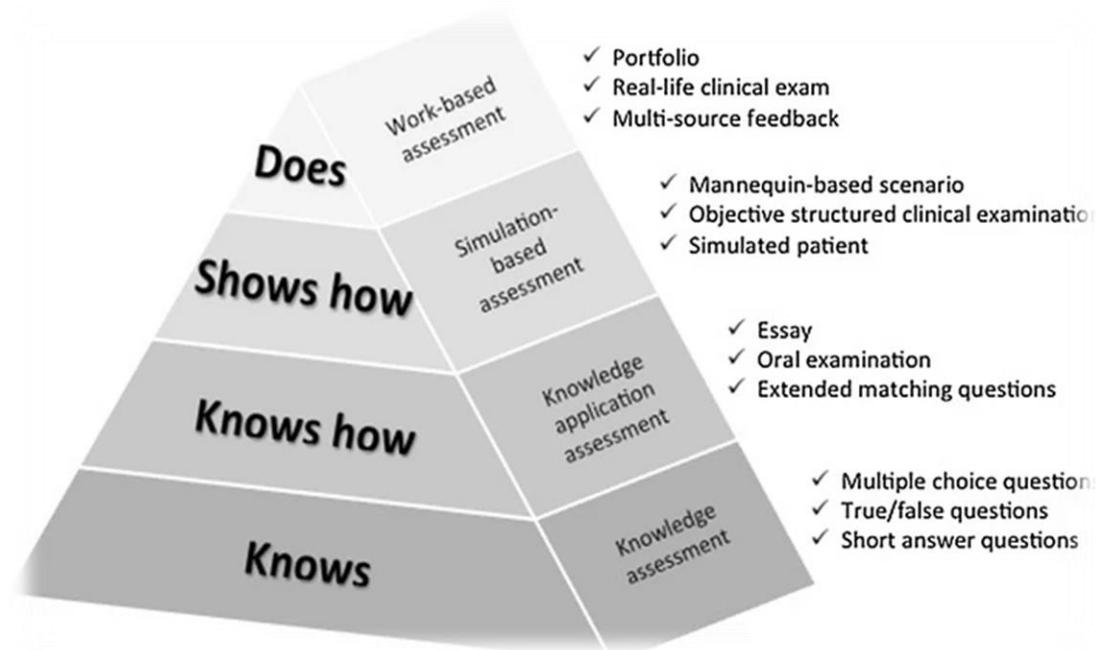 Does
Work-based
assessment
✓ Portfolio
✓ Real-life clinical exam
✓ Multi-source feedback
Shows how
Simulation-
based
assessment
✓ Mannequin-based scenario
✓ Objective structured clinical examinatio
✓ Simulated patient
Knows how
Knowledge
application
assessment
✓ Essay
✓ Oral examination
✓ Extended matching questions
Knows
Knowledge
assessment
✓ Multiple choice question
✓ True/false questions
✓ Short answer questions